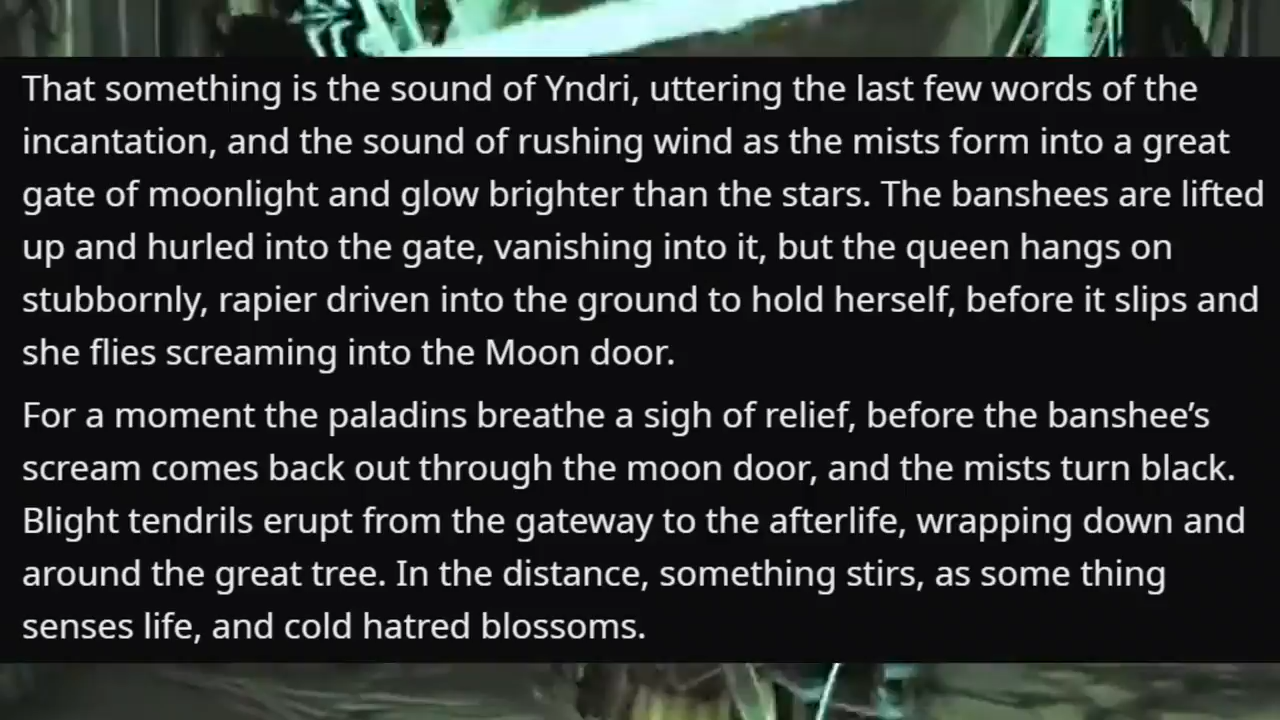 That something is the sound of Yndri, uttering the last few words of the
incantation, and the sound of rushing wind as the mists form into a great
gate of moonlight and glow brighter than the stars. The banshees are lifted
up and hurled into the gate, vanishing into it, but the queen hangs on
stubbornly, rapier driven into the ground to hold herself, before it slips and
she flies screaming into the Moon door.
For a moment the paladins breathe a sigh of relief, before the banshee’s
scream comes back out through the moon door, and the mists turn black.
Blight tendrils erupt from the gateway to the afterlife, wrapping down and
around the great tree. In the distance, something stirs, as some thing
senses life, and cold hatred blossoms.